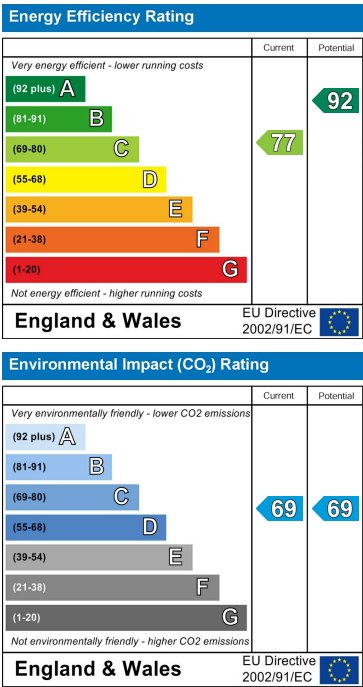 Energy Efficiency Rating
Current Potential
Very energy efficient - lower running costs
(92 plus) A
(81-91) B
(69-80) C
(55-68) D
(39-54) E
(21-38) F
(1-20) G
77
92
Not energy efficient - higher running costs
England & Wales
EU Directive
2002/91/EC
Environmental Impact (CO₂) Rating
Current Potential
Very environmentally friendly - lower CO2 emissions
(92 plus) A
(81-91) B
(69-80) C
(55-68) D
(39-54) E
(21-38) F
(1-20) G
69
69
Not environmentally friendly - higher CO2 emissions
England & Wales
EU Directive
2002/91/EC